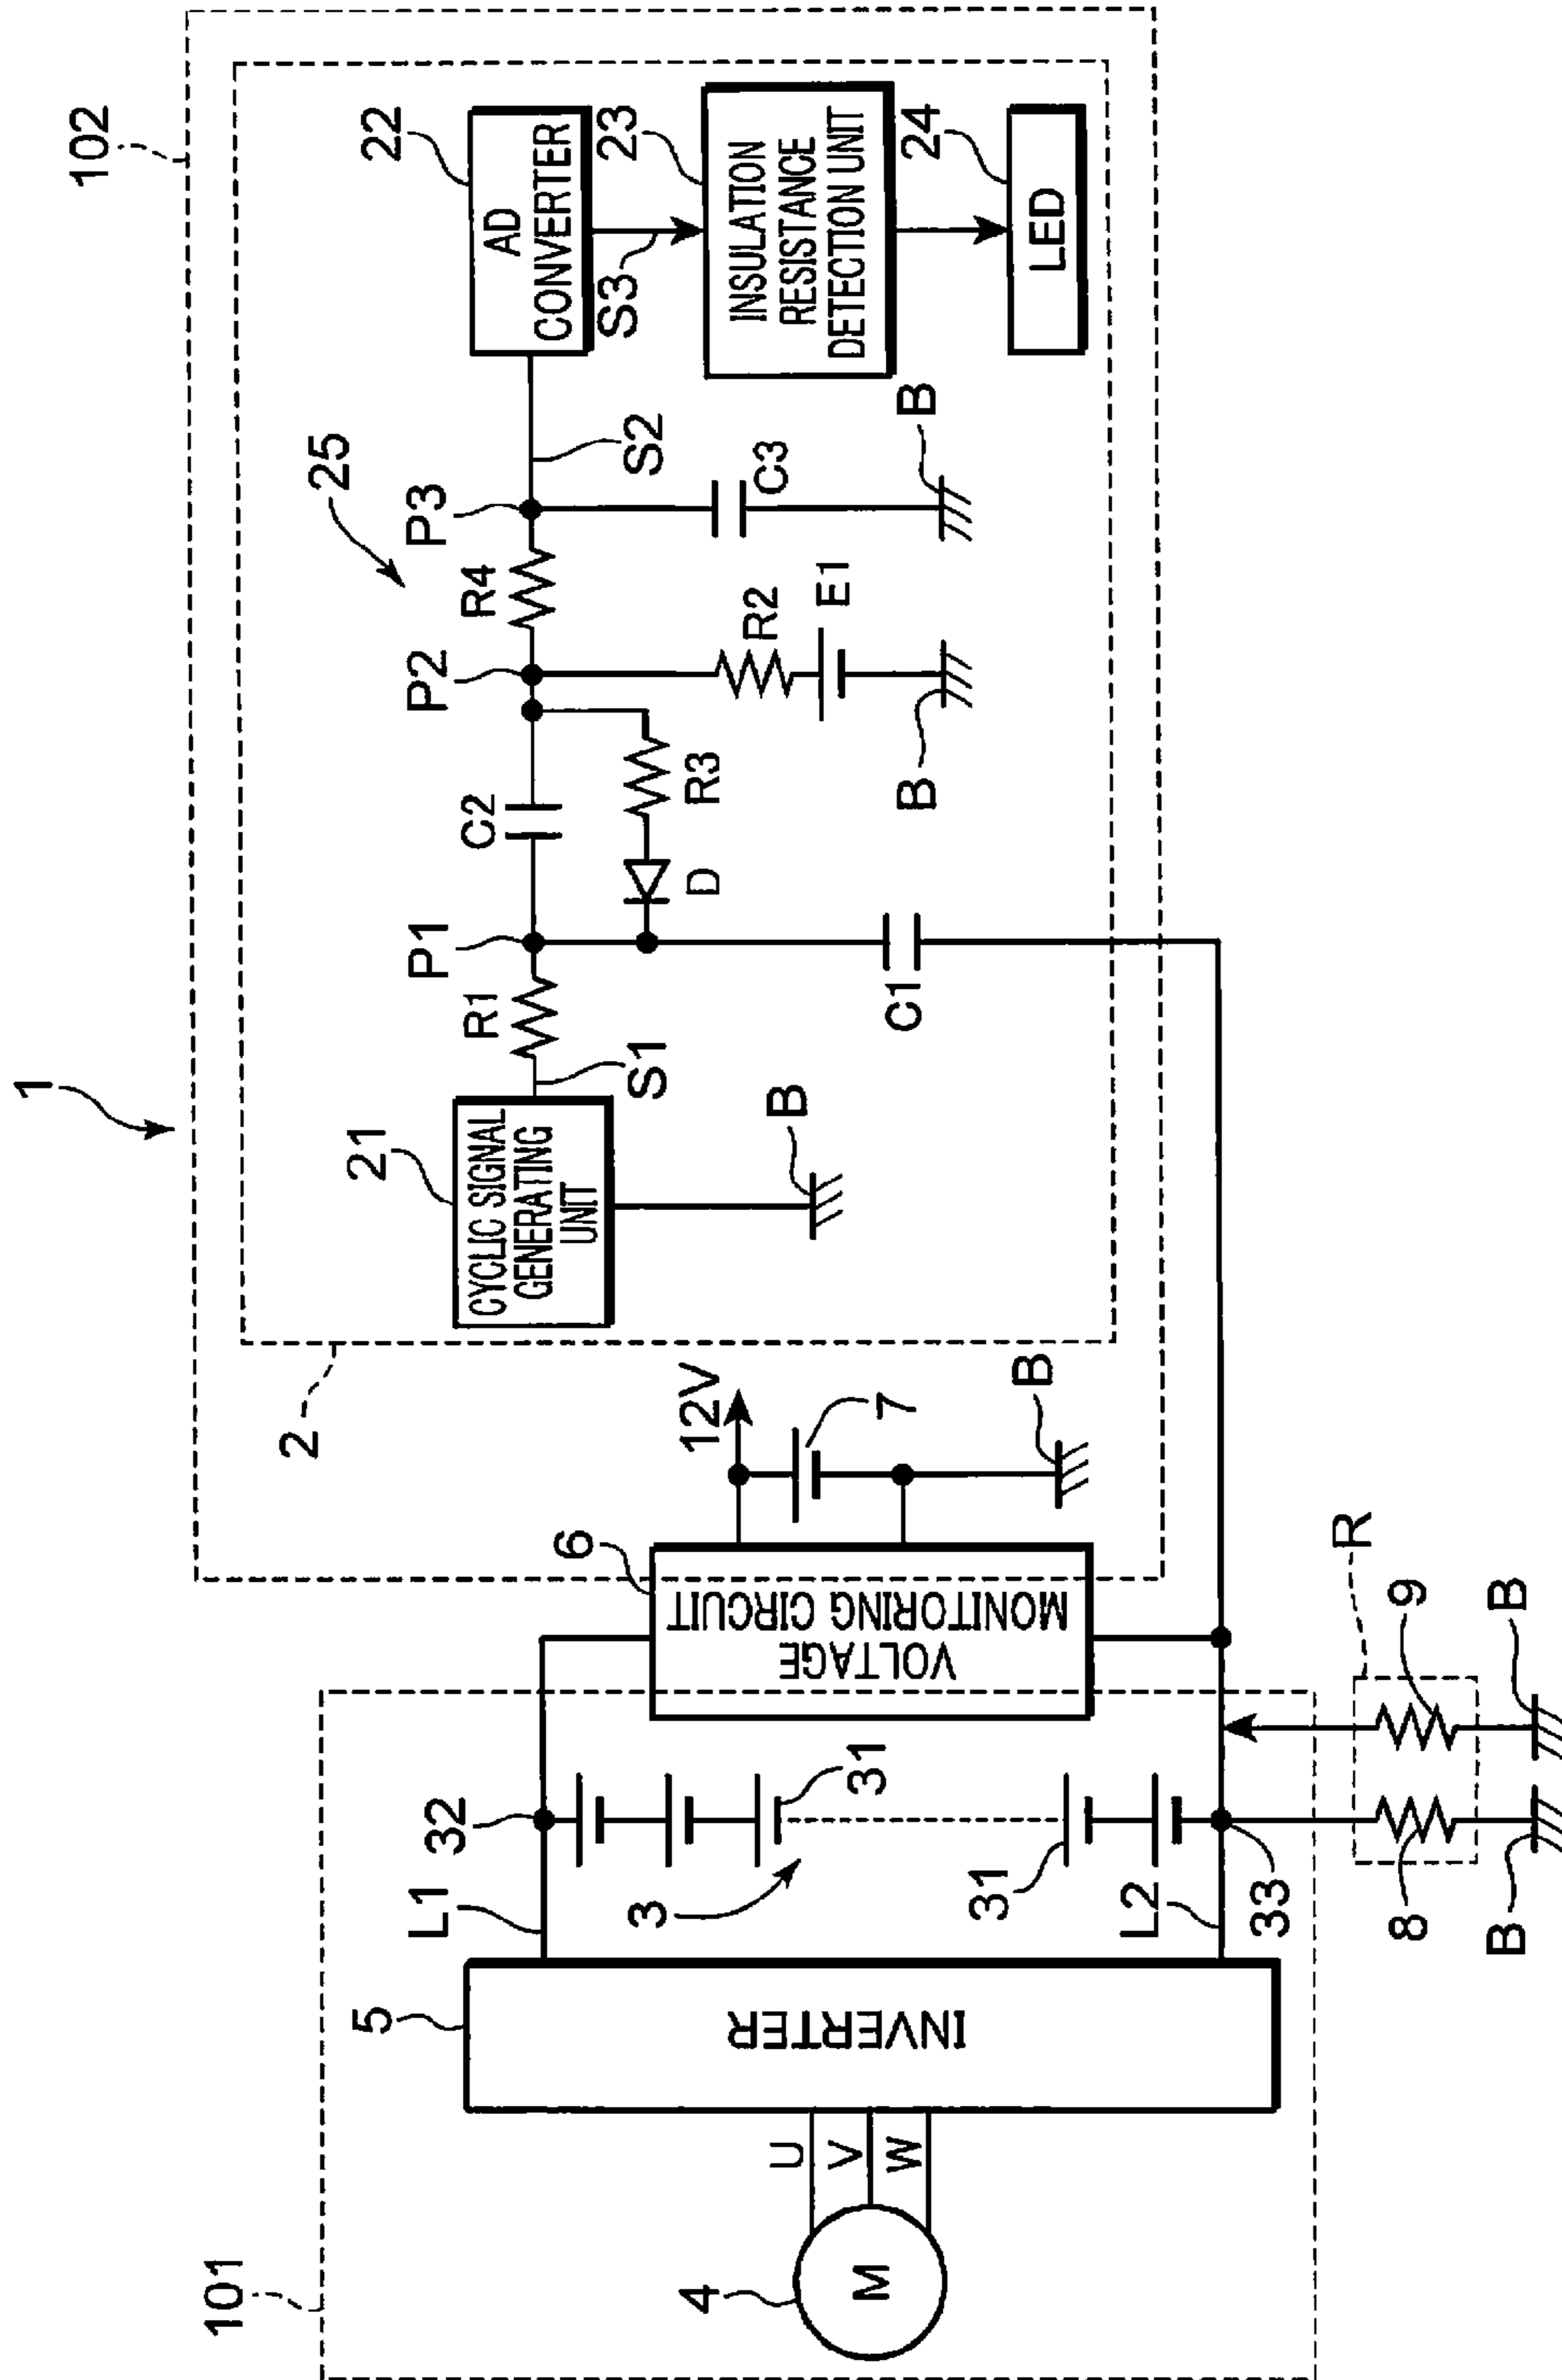 1
102
2
25
21
CYCLIC SIGNAL
GENERATING
UNIT
S1
R1
P1
C2
P2
R4
P3
S2
22
AD
CONVERTER
S3
23
INSULATION
RESISTANCE
DETECTION UNIT
24
LED
D
R3
R2
E1
C3
C1
B
B
B
101
4
M
U
V
W
5
INVERTER
L1
32
3
31
31
L2
33
6
VOLTAGE
MONITORING CIRCUIT
12V
7
B
R
8
9
B
B